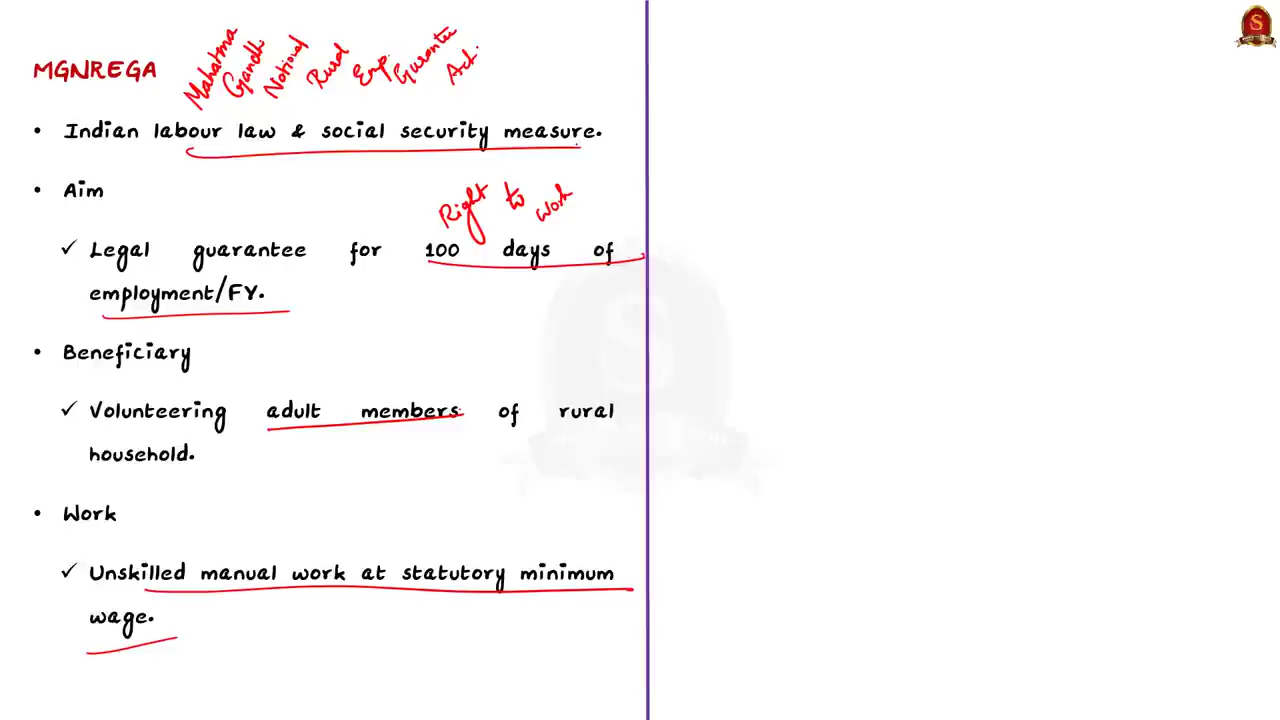 MGNREGA
Mahatma Gandhi National Rural Emp. Guarantee Act.
• Indian labour law & social security measure.
• Aim
Right to work
✓ Legal guarantee for 100 days of
employment/FY.
• Beneficiary
✓ Volunteering adult members of rural
household.
• Work
✓ Unskilled manual work at statutory minimum
wage.
S
S